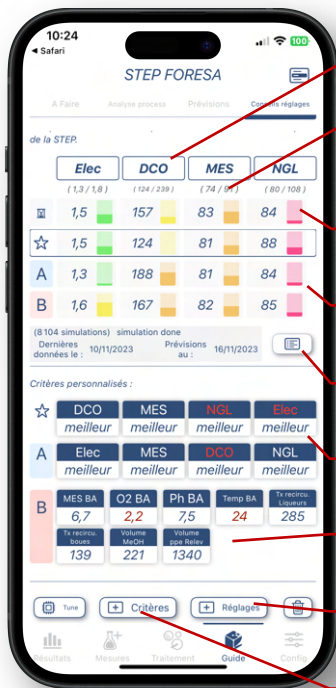 10:24
100
Safari
STEP FORESA
A Faire Analyse process Prévisions Conseils réglages
de la STEP.
Elec DCO MES NGL
( 1,3 / 1,8 ) ( 124 / 239 ) ( 74 / 91 ) ( 80 / 108 )
1,5 157 83 84
1,5 124 81 88
A 1,3 188 81 84
B 1,6 167 82 85
(8 104 simulations) simulation done
Dernières données le : 10/11/2023 Prévisions au : 16/11/2023
Critères personnalisés :
DCO MES NGL Elec
meilleur meilleur meilleur meilleur
A Elec MES DCO NGL
meilleur meilleur meilleur meilleur
B MES BA O2 BA Ph BA Temp BA Tx recircu. Liqueurs
6,7 2,2 7,5 24 285
Tx recircu. boues Volume MeOH Volume ppe Relev
139 221 1340
Tune Critères Réglages
Résultats Mesures Traitement Guide Config